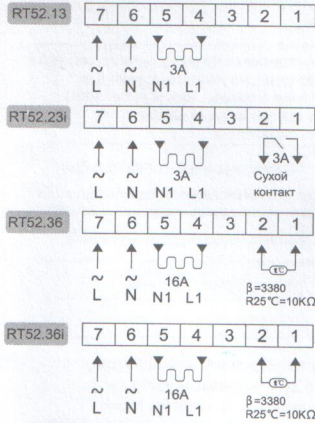 RT52.13 7 6 5 4 3 2 1
~ ~ 3A
L N N1 L1
RT52.23i 7 6 5 4 3 2 1
~ ~ 3A 3A
L N N1 L1 Сухой
контакт
RT52.36 7 6 5 4 3 2 1
t℃
~ ~ 16A β=3380
L N N1 L1 R25℃=10KΩ
RT52.36i 7 6 5 4 3 2 1
t℃
~ ~ 16A β=3380
L N N1 L1 R25℃=10KΩ